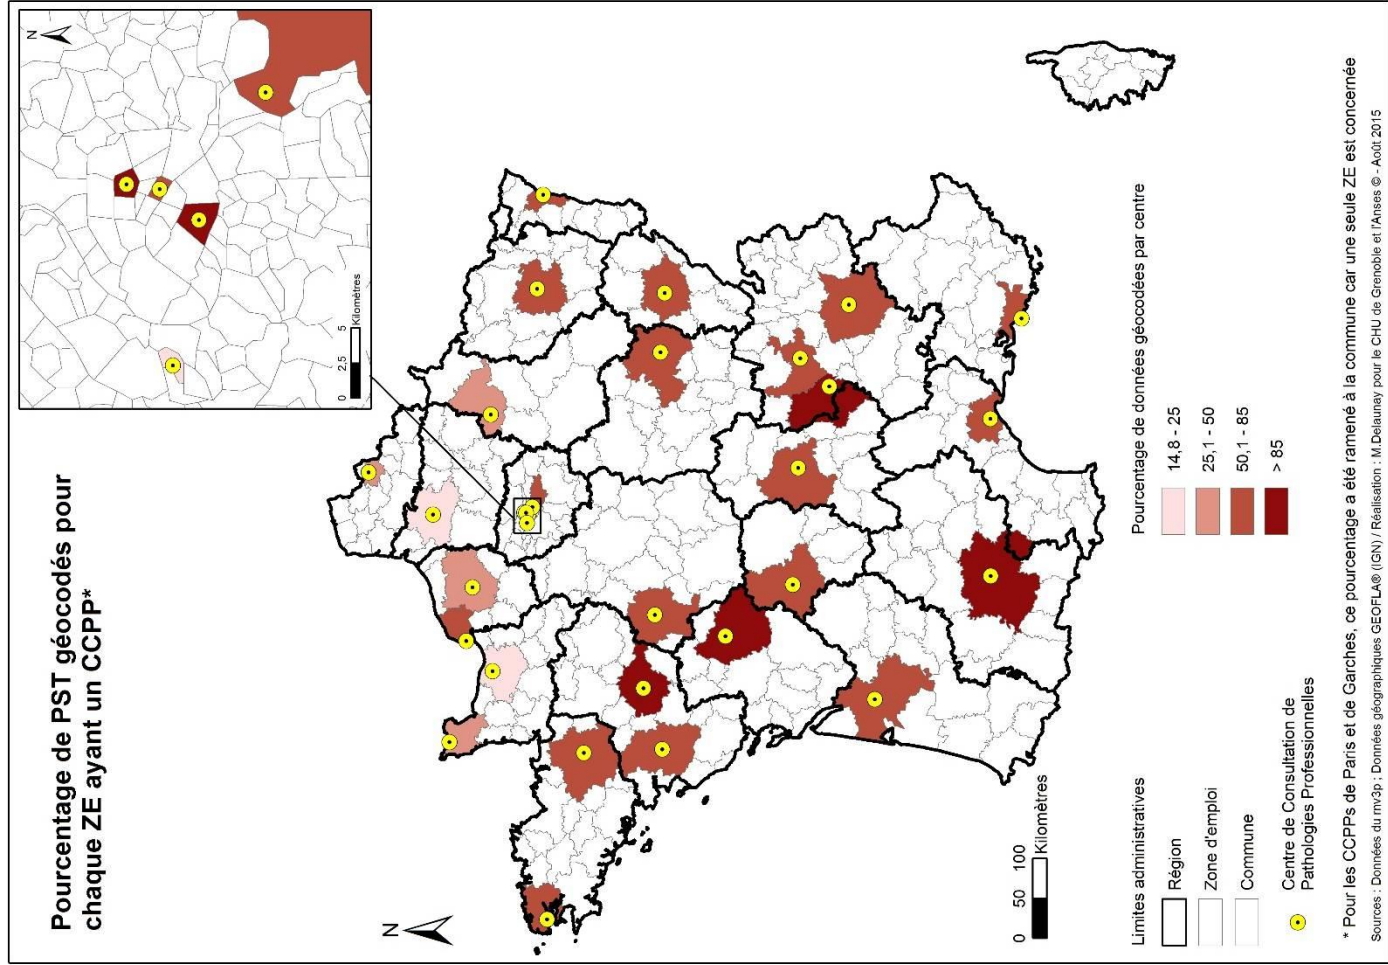 Pourcentage de PST géocodés pour
chaque ZE ayant un CCPP*
N
0 2,5 5
Kilomètres
N
0 50 100
Kilomètres
Limites administratives
Région
Zone d'emploi
Commune
Centre de Consultation de
Pathologies Professionnelles
Pourcentage de données géocodées par centre
14,8 - 25
25,1 - 50
50,1 - 85
> 85
* Pour les CCPPs de Paris et de Garches, ce pourcentage a été ramené à la commune car une seule ZE est concernée
Sources : Données du rnv3p ; Données géographiques GEOFLA® (IGN) / Réalisation : M.Delaunay pour le CHU de Grenoble et l'Anses © - Août 2015